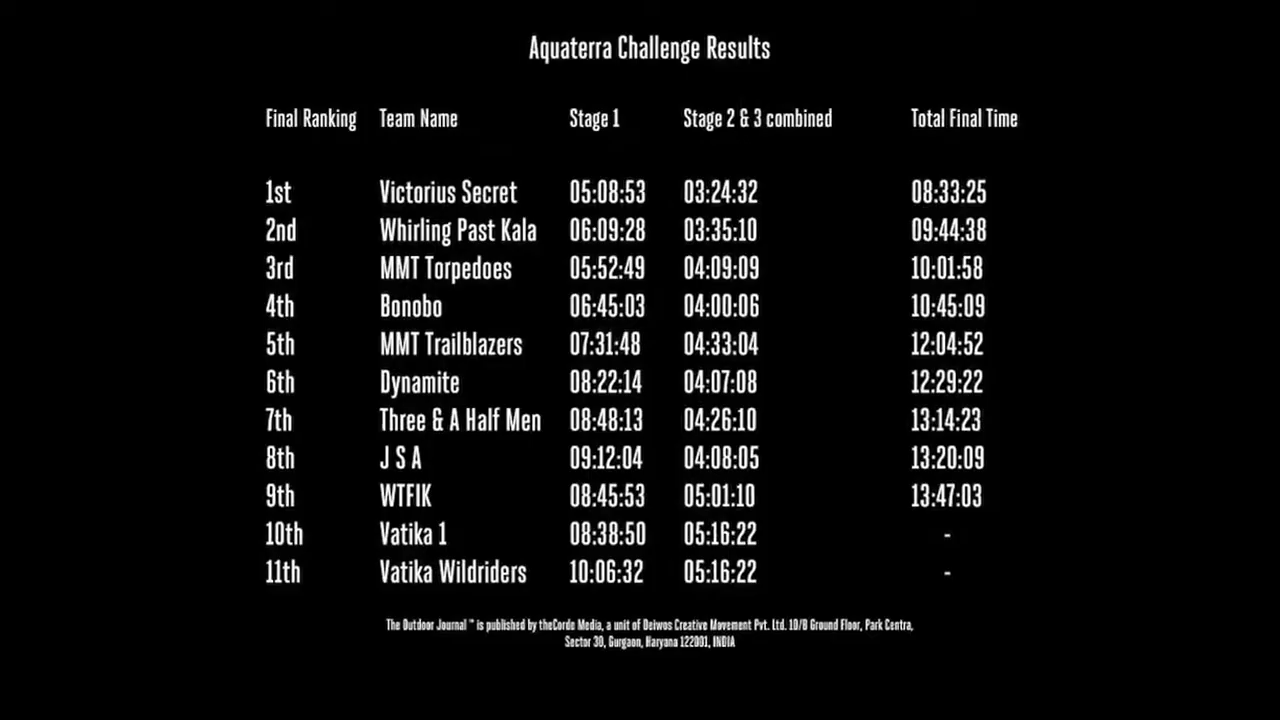 Aquaterra Challenge Results
Final Ranking Team Name Stage 1 Stage 2 & 3 combined Total Final Time
1st Victorius Secret 05:08:53 03:24:32 08:33:25
2nd Whirling Past Kala 06:09:28 03:35:10 09:44:38
3rd MMT Torpedoes 05:52:49 04:09:09 10:01:58
4th Bonobo 06:45:03 04:00:06 10:45:09
5th MMT Trailblazers 07:31:48 04:33:04 12:04:52
6th Dynamite 08:22:14 04:07:08 12:29:22
7th Three & A Half Men 08:48:13 04:26:10 13:14:23
8th J S A 09:12:04 04:08:05 13:20:09
9th WTFIK 08:45:53 05:01:10 13:47:03
10th Vatika 1 08:38:50 05:16:22 -
11th Vatika Wildriders 10:06:32 05:16:22 -
The Outdoor Journal ™ is published by theCorde Media, a unit of Deiwos Creative Movement Pvt. Ltd. 10/B Ground Floor, Park Centra,
Sector 30, Gurgaon, Haryana 122001, INDIA